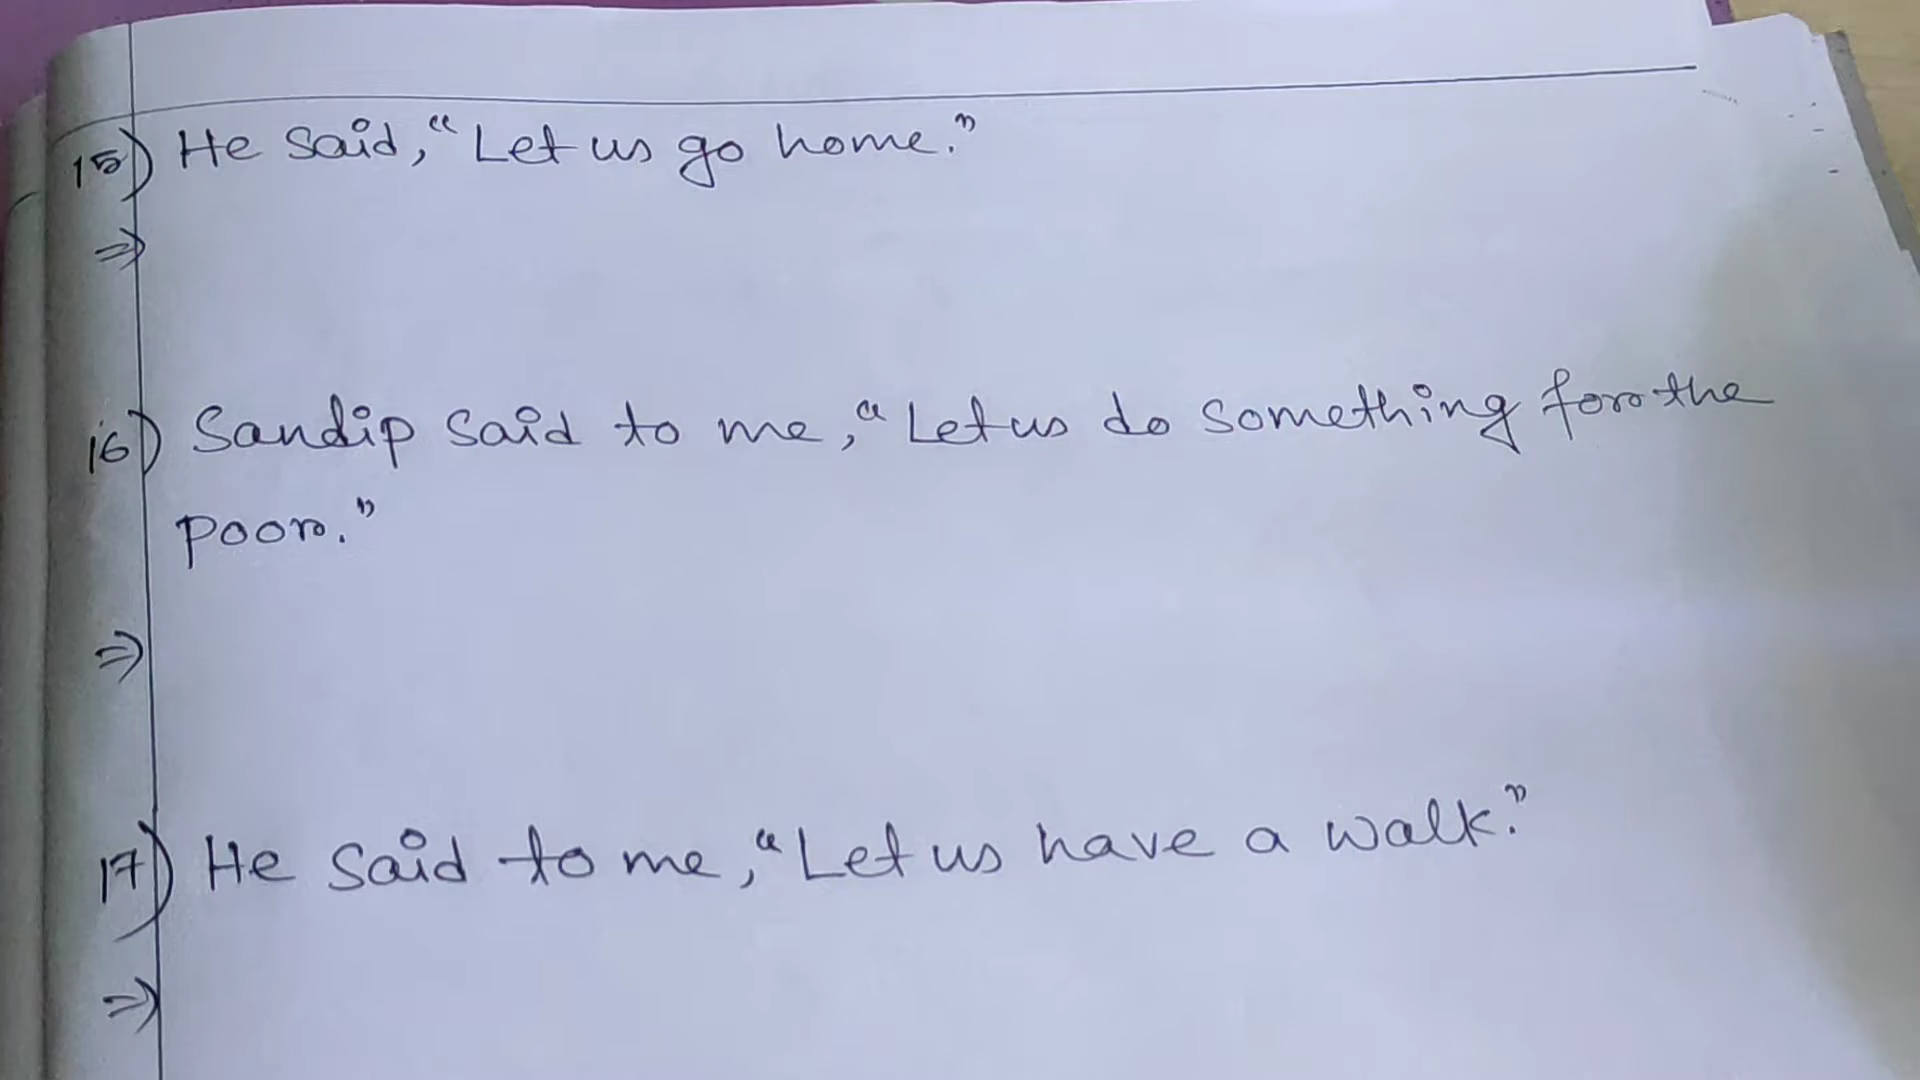 15) He said, “Let us go home.”
⇒
16) Sandip said to me, “Let us do something for the
poor.”
⇒
17) He said to me, “Let us have a walk.”
⇒